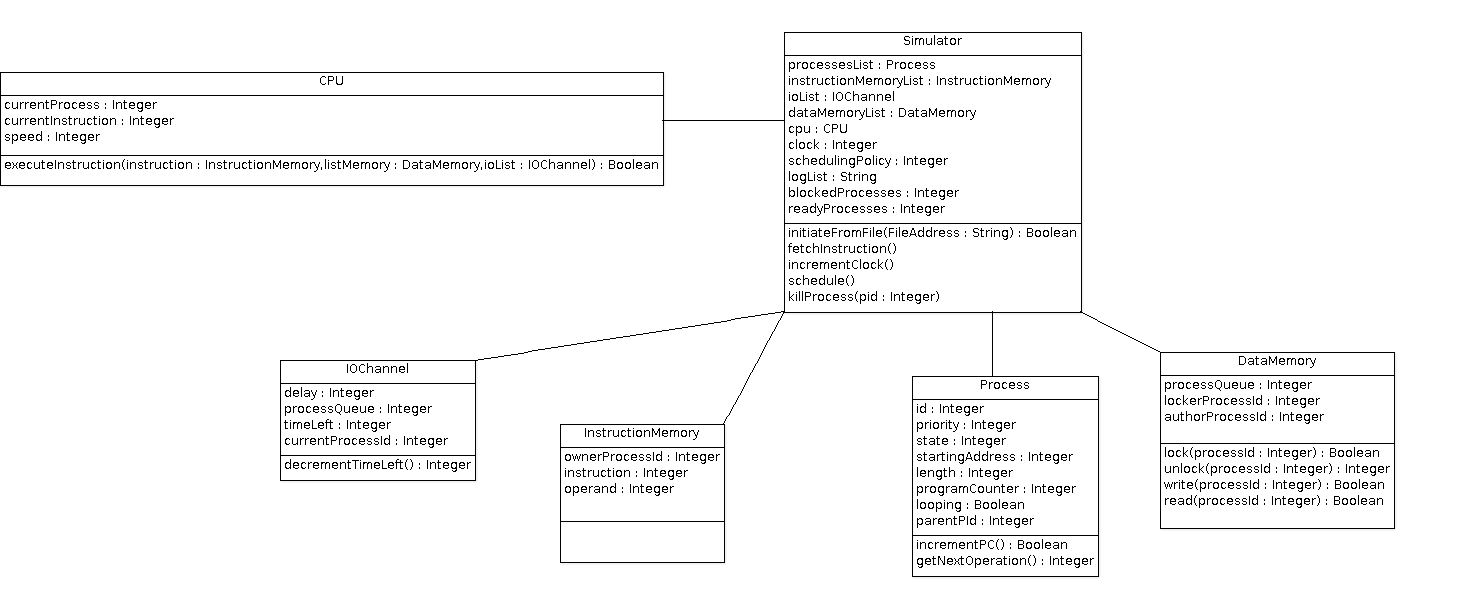 CPU
currentProcess : Integer
currentInstruction : Integer
speed : Integer
executeInstruction(instruction : InstructionMemory,listMemory : DataMemory,ioList : IOChannel) : Boolean
Simulator
processesList : Process
instructionMemoryList : InstructionMemory
ioList : IOChannel
dataMemoryList : DataMemory
cpu : CPU
clock : Integer
schedulingPolicy : Integer
logList : String
blockedProcesses : Integer
readyProcesses : Integer
initiateFromFile(FileAddress : String) : Boolean
fetchInstruction()
incrementClock()
schedule()
killProcess(pid : Integer)
IOChannel
delay : Integer
processQueue : Integer
timeLeft : Integer
currentProcessId : Integer
decrementTimeLeft() : Integer
InstructionMemory
ownerProcessId : Integer
instruction : Integer
operand : Integer
Process
id : Integer
priority : Integer
state : Integer
startingAddress : Integer
length : Integer
programCounter : Integer
looping : Boolean
parentPId : Integer
incrementPC() : Boolean
getNextOperation() : Integer
DataMemory
processQueue : Integer
lockerProcessId : Integer
authorProcessId : Integer
lock(processId : Integer) : Boolean
unlock(processId : Integer) : Integer
write(processId : Integer) : Boolean
read(processId : Integer) : Boolean